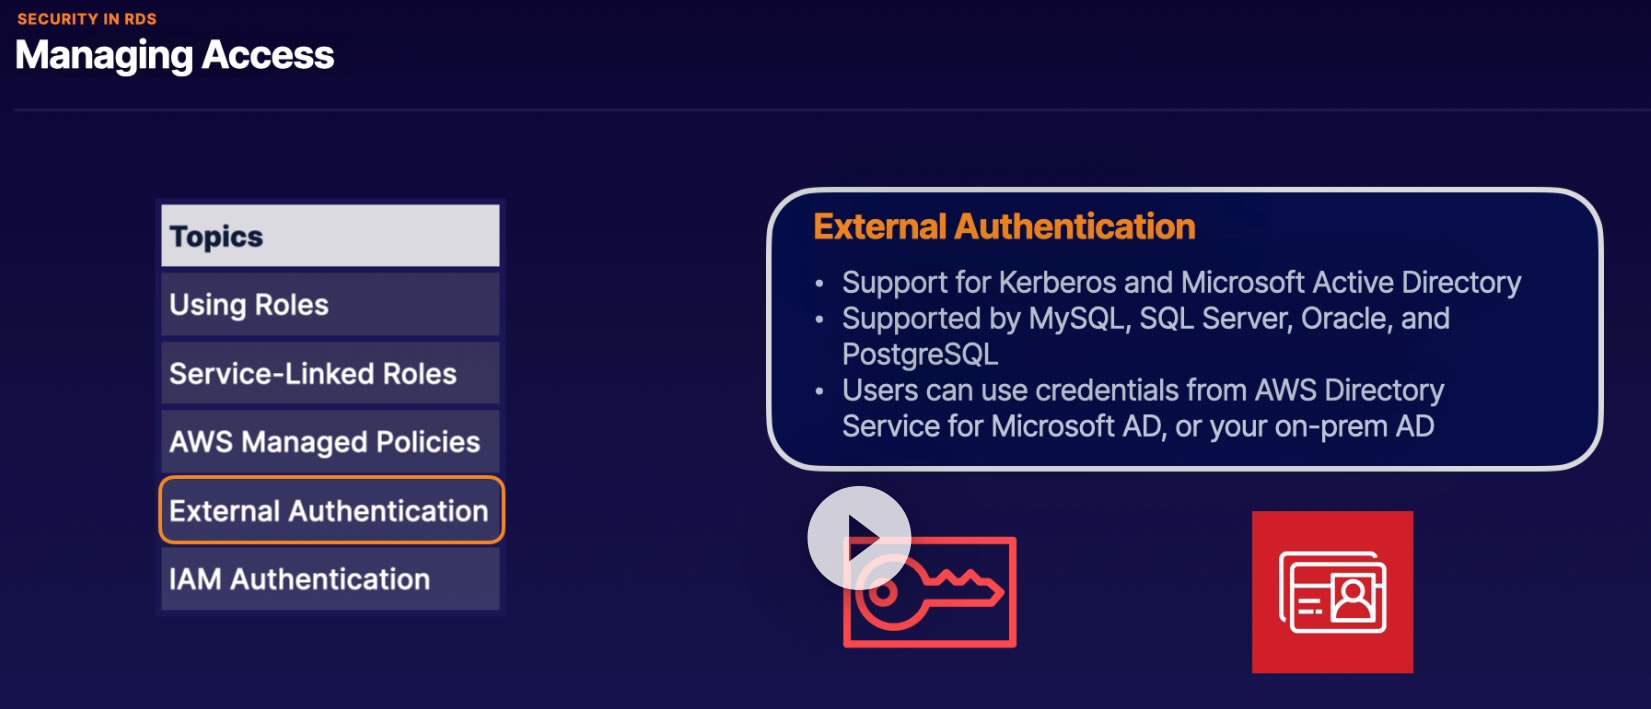 SECURITY IN RDS
Managing Access
Topics
Using Roles
Service-Linked Roles
AWS Managed Policies
External Authentication
IAM Authentication
External Authentication
• Support for Kerberos and Microsoft Active Directory
• Supported by MySQL, SQL Server, Oracle, and
PostgreSQL
• Users can use credentials from AWS Directory
Service for Microsoft AD, or your on-prem AD